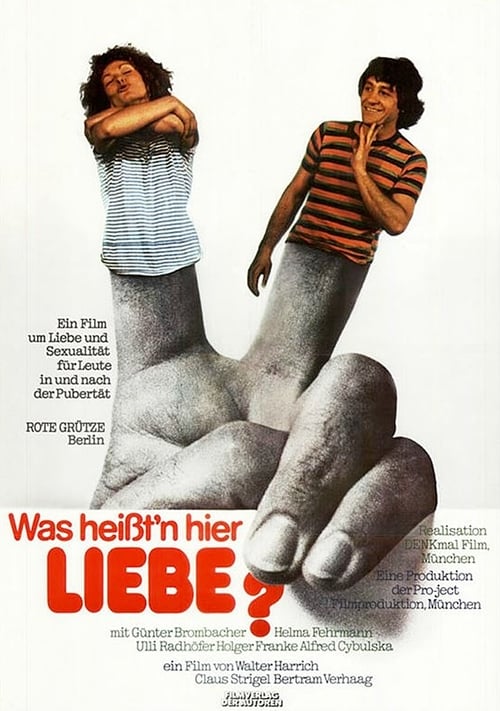 Ein Film
um Liebe und
Sexualität
für Leute
in und nach
der Pubertät
ROTE GRÜTZE
Berlin
Was heißt'n hier
LIEBE?
Realisation
DENKmal Film,
München
Eine Produktion
der Pro-ject
Filmproduktion, München
mit Günter Brombacher Helma Fehrmann
Ulli Radhöfer Holger Franke Alfred Cybulska
ein Film von Walter Harrich
Claus Strigel Bertram Verhaag
FILMVERLAG
DER AUTOREN